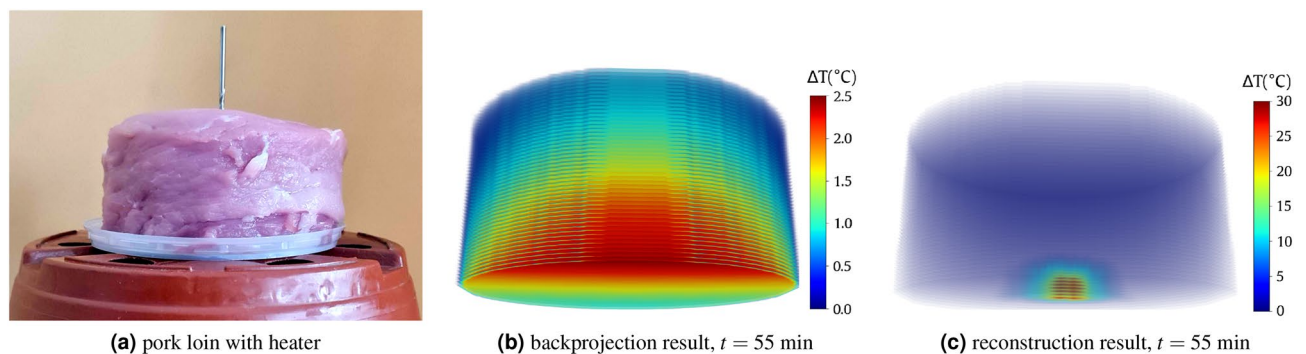 ΔT(°C)
2.5
2.0
1.5
1.0
0.5
0.0
ΔT(°C)
30
25
20
15
10
5
0
(a) pork loin with heater
(b) backprojection result, t = 55 min
(c) reconstruction result, t = 55 min